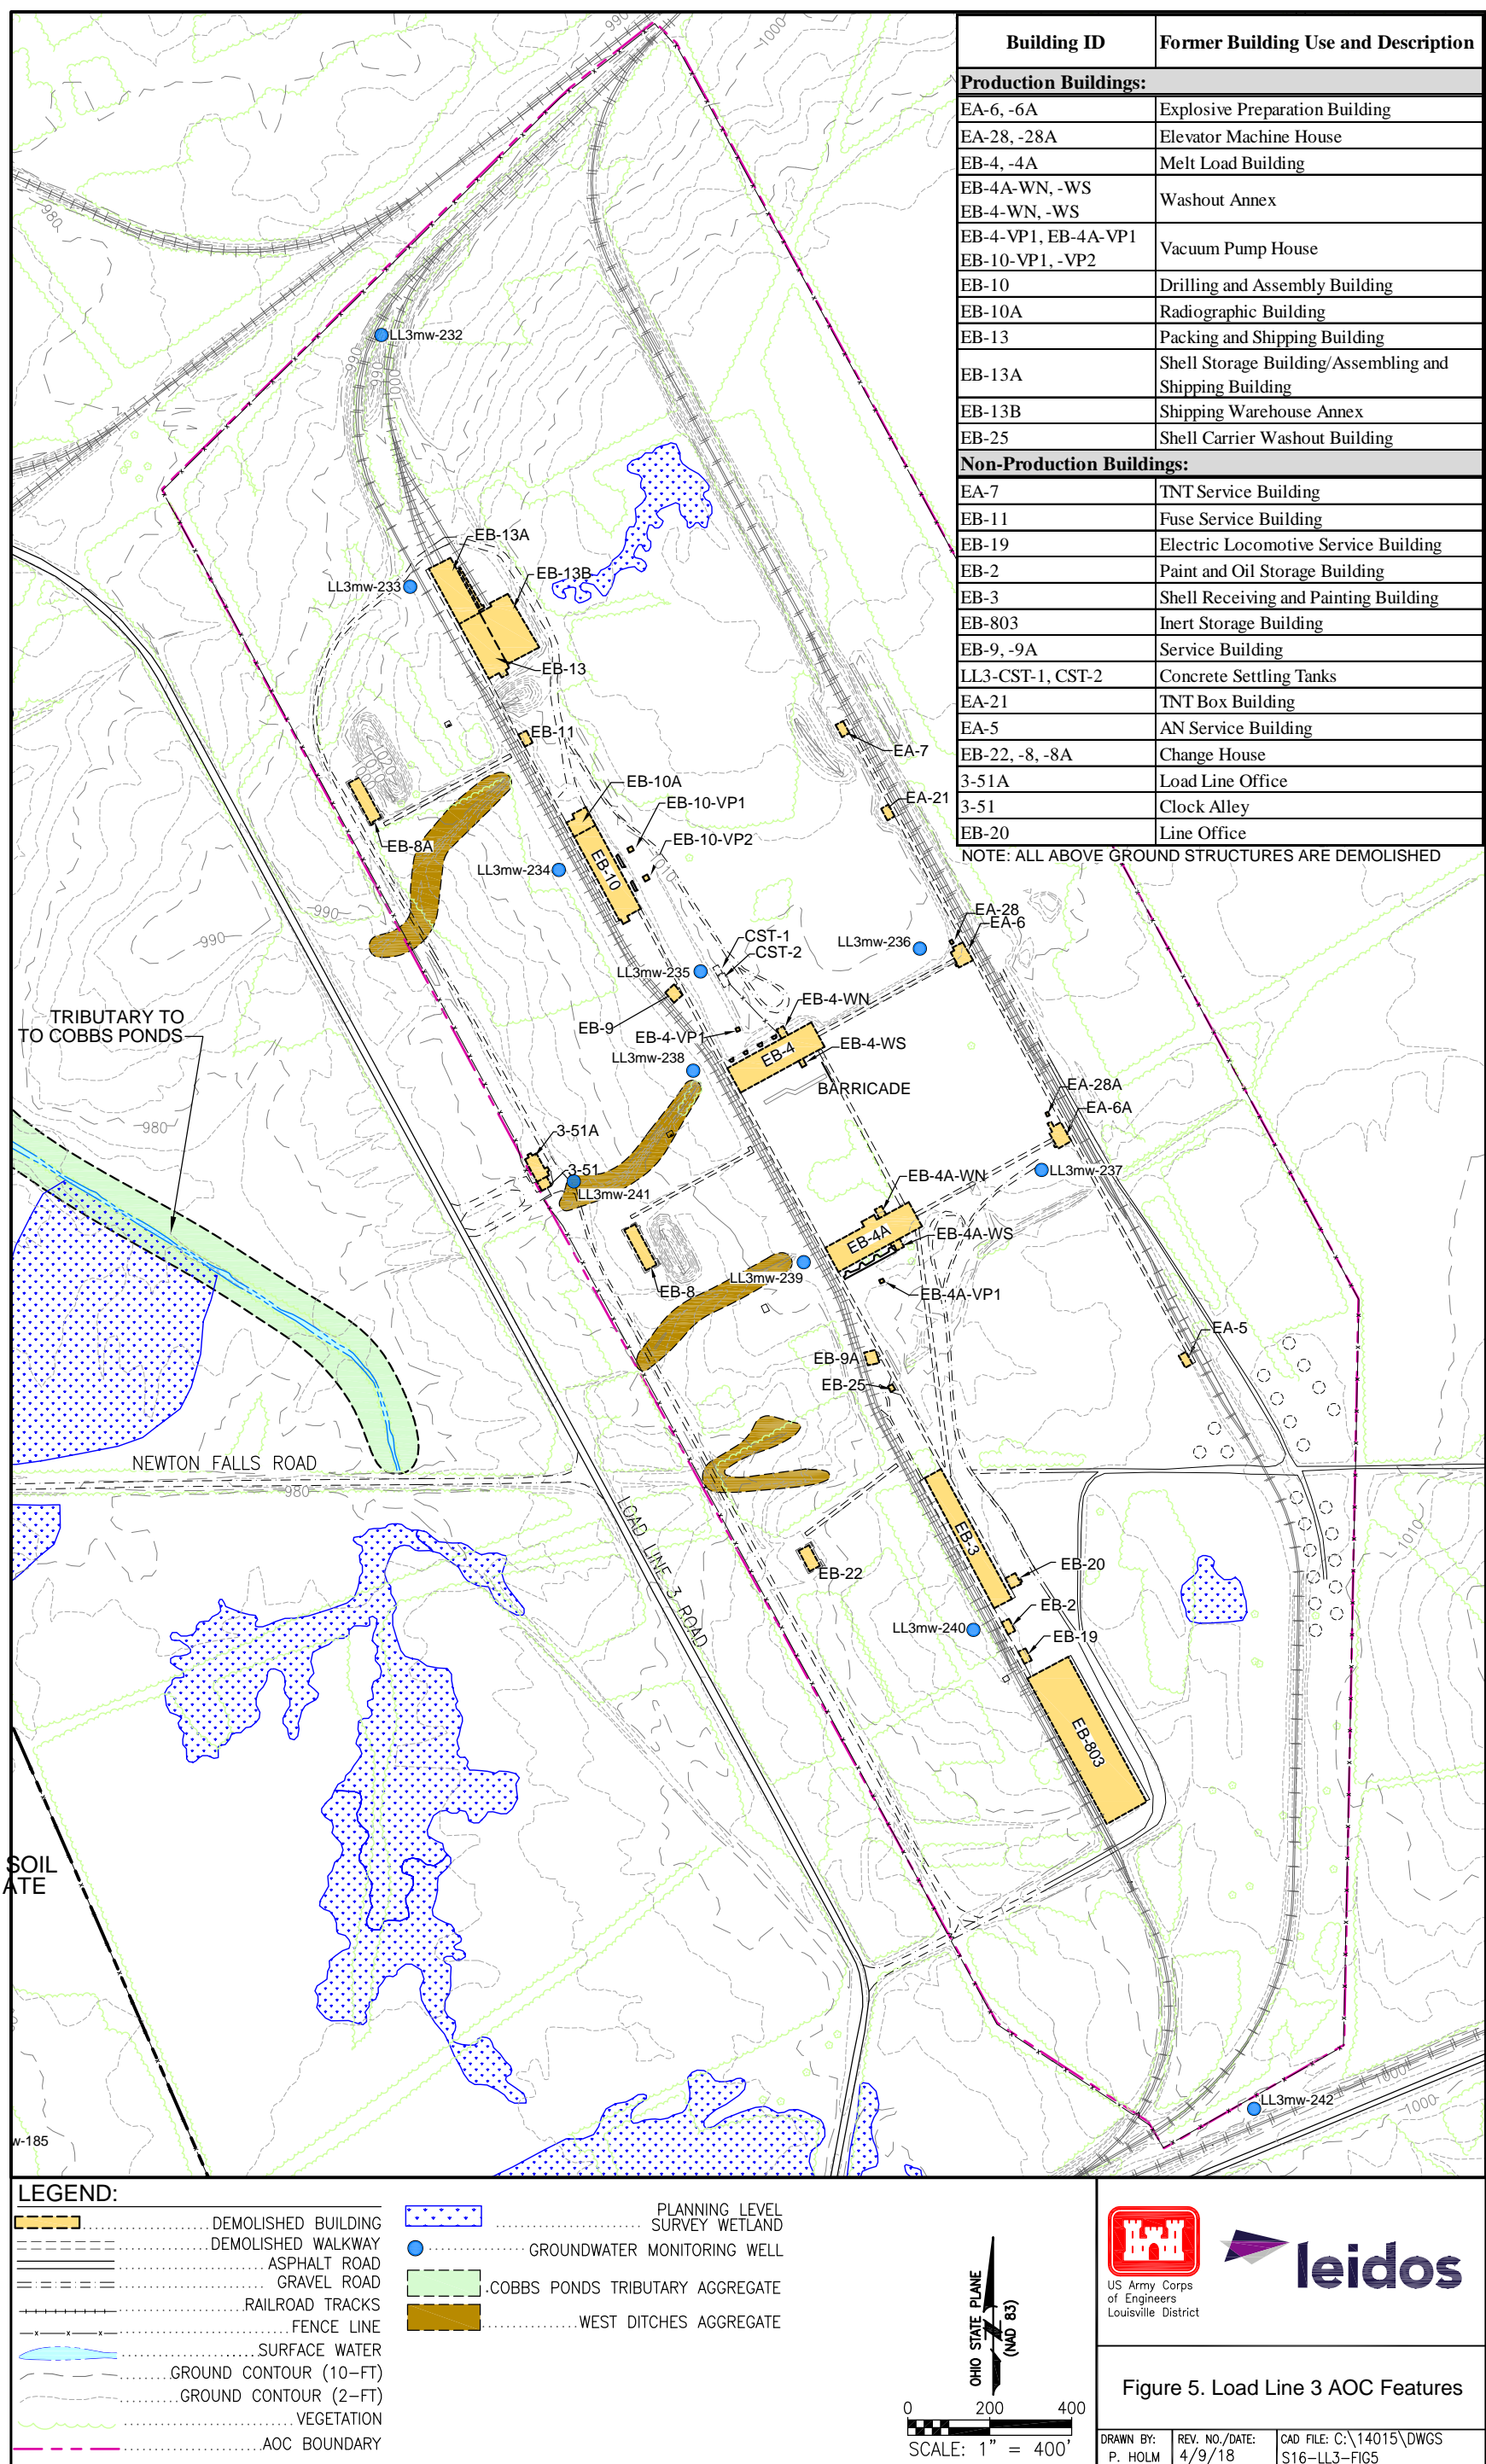 Building ID Former Building Use and Description
Production Buildings:
EA-6, -6A Explosive Preparation Building
EA-28, -28A Elevator Machine House
EB-4, -4A Melt Load Building
EB-4A-WN, -WS
EB-4-WN, -WS
Washout Annex
EB-4-VP1, EB-4A-VP1
EB-10-VP1, -VP2
Vacuum Pump House
EB-10 Drilling and Assembly Building
EB-10A Radiographic Building
EB-13 Packing and Shipping Building
EB-13A
Shell Storage Building/Assembling and
Shipping Building
EB-13B Shipping Warehouse Annex
EB-25 Shell Carrier Washout Building
Non-Production Buildings:
EA-7 TNT Service Building
EB-11 Fuse Service Building
EB-19 Electric Locomotive Service Building
EB-2 Paint and Oil Storage Building
EB-3 Shell Receiving and Painting Building
EB-803 Inert Storage Building
EB-9, -9A Service Building
LL3-CST-1, CST-2 Concrete Settling Tanks
EA-21 TNT Box Building
EA-5 AN Service Building
EB-22, -8, -8A Change House
3-51A Load Line Office
3-51 Clock Alley
EB-20 Line Office
NOTE: ALL ABOVE GROUND STRUCTURES ARE DEMOLISHED
990
1000
980
LL3mw-232
990
990
1000
EB-13A
EB-13B
LL3mw-233
EB-13
EB-11
EA-7
EB-10A
EA-21
EB-10-VP1
EB-10-VP2
EB-8A
LL3mw-234
EB-10
1010
990
990
EA-28
EA-6
CST-1
CST-2
LL3mw-236
LL3mw-235
EB-4-WN
TRIBUTARY TO
TO COBBS PONDS
EB-9
EB-4-VP1
EB-4-WS
EB-4
LL3mw-238
BARRICADE
EA-28A
EA-6A
980
3-51A
3-51
LL3mw-237
EB-4A-WN
LL3mw-241
EB-4A-WS
EB-4A
LL3mw-239
EB-8
EB-4A-VP1
EA-5
EB-9A
EB-25
NEWTON FALLS ROAD
980
LOAD LINE 3 ROAD
EB-3
1010
EB-22
EB-20
EB-2
LL3mw-240
EB-19
EB-803
SOIL
ATE
LL3mw-242
1000
1000
w-185
LEGEND:
DEMOLISHED BUILDING
DEMOLISHED WALKWAY
ASPHALT ROAD
GRAVEL ROAD
RAILROAD TRACKS
FENCE LINE
SURFACE WATER
GROUND CONTOUR (10-FT)
GROUND CONTOUR (2-FT)
VEGETATION
AOC BOUNDARY
PLANNING LEVEL
SURVEY WETLAND
GROUNDWATER MONITORING WELL
COBBS PONDS TRIBUTARY AGGREGATE
WEST DITCHES AGGREGATE
OHIO STATE PLANE
(NAD 83)
0 200 400
SCALE: 1" = 400'
US Army Corps
of Engineers
Louisville District
leidos
Figure 5. Load Line 3 AOC Features
DRAWN BY:
P. HOLM
REV. NO./DATE:
4/9/18
CAD FILE: C:\14015\DWGS
S16-LL3-FIG5